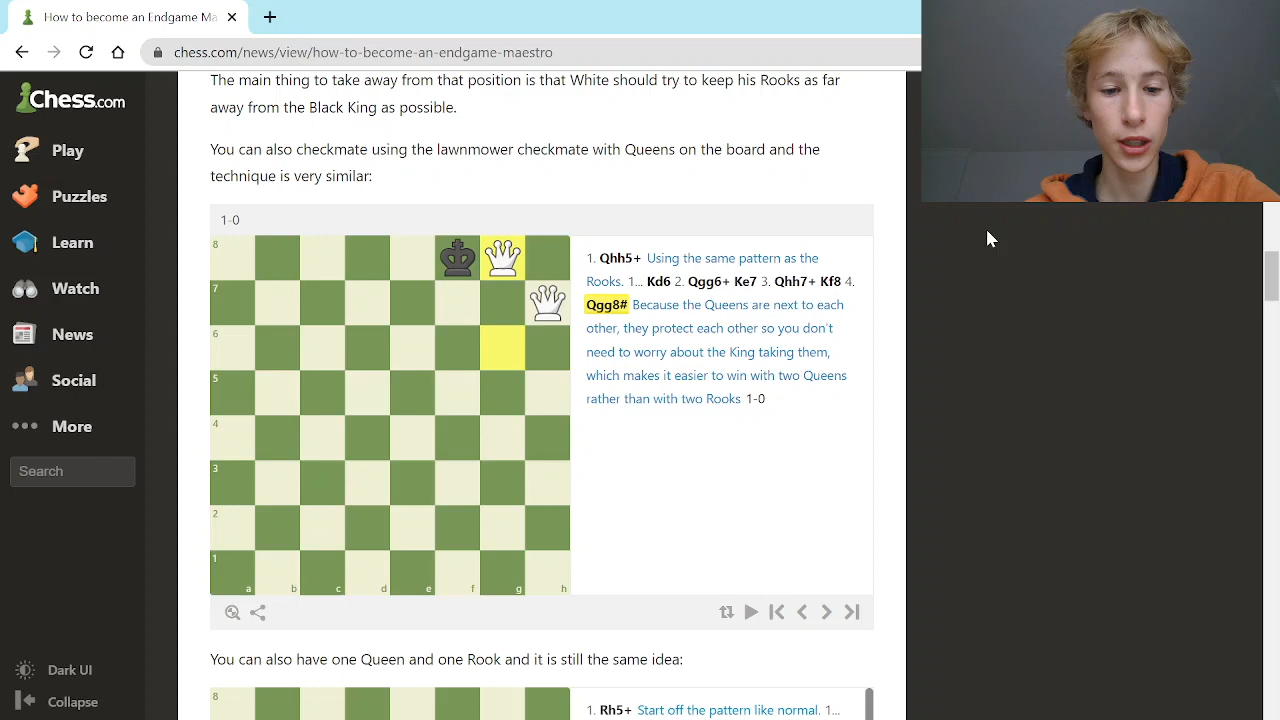 How to become an Endgame Ma
chess.com/news/view/how-to-become-an-endgame-maestro
Chess.com
Play
Puzzles
Learn
Watch
News
Social
More
Search
Dark UI
Collapse
The main thing to take away from that position is that White should try to keep his Rooks as far
away from the Black King as possible.
You can also checkmate using the lawnmower checkmate with Queens on the board and the
technique is very similar:
1-0
8
7
6
5
4
3
2
1
a b c d e f g h
1. Qhh5+ Using the same pattern as the
Rooks. 1... Kd6 2. Qgg6+ Ke7 3. Qhh7+ Kf8 4.
Qgg8# Because the Queens are next to each
other, they protect each other so you don't
need to worry about the King taking them,
which makes it easier to win with two Queens
rather than with two Rooks 1-0
You can also have one Queen and one Rook and it is still the same idea:
8
1. Rh5+ Start off the pattern like normal. 1...